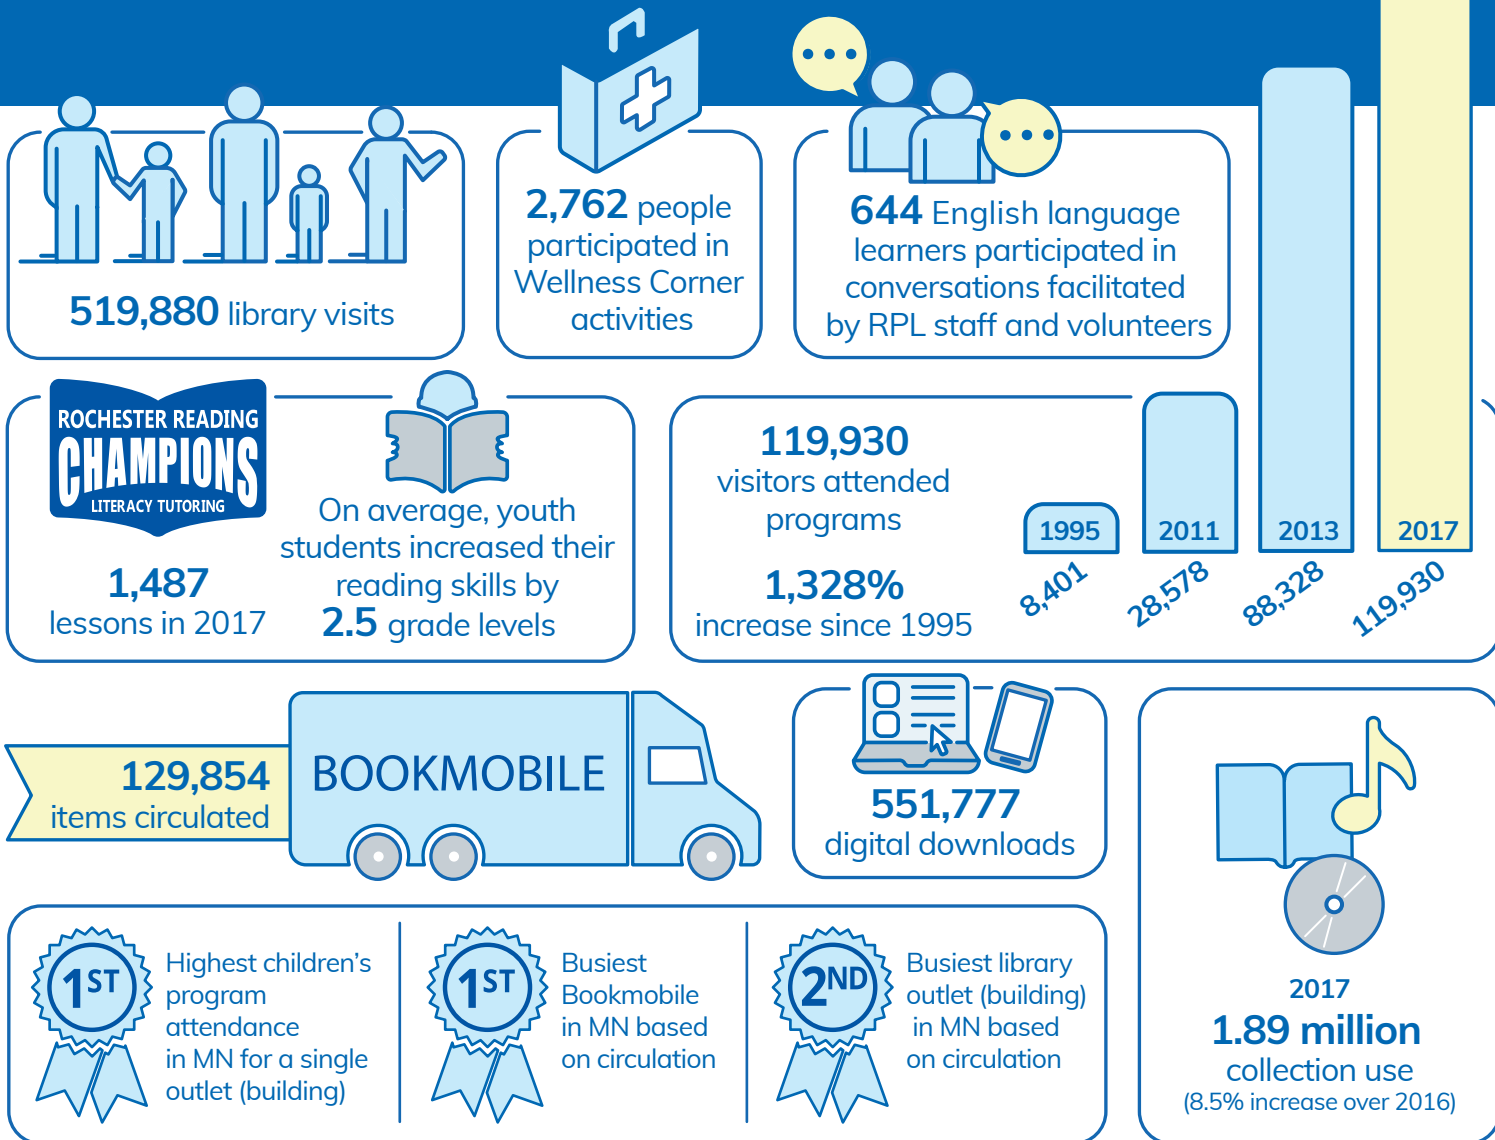 519,880 library visits
2,762 people
participated in
Wellness Corner
activities
644 English language
learners participated in
conversations facilitated
by RPL staff and volunteers
ROCHESTER READING
CHAMPIONS
LITERACY TUTORING
1,487
lessons in 2017
On average, youth
students increased their
reading skills by
2.5 grade levels
119,930
visitors attended
programs
1,328%
increase since 1995
1995
2011
2013
2017
8,401
28,578
88,328
119,930
129,854
items circulated
BOOKMOBILE
551,777
digital downloads
1ST
Highest children's
program
attendance
in MN for a single
outlet (building)
1ST
Busiest
Bookmobile
in MN based
on circulation
2ND
Busiest library
outlet (building)
in MN based
on circulation
2017
1.89 million
collection use
(8.5% increase over 2016)